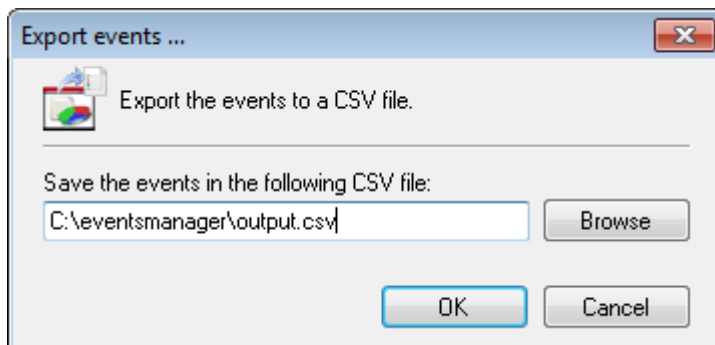 Export events ...
Export the events to a CSV file.
Save the events in the following CSV file:
C:\eventsmanager\output.csv
Browse
OK
Cancel